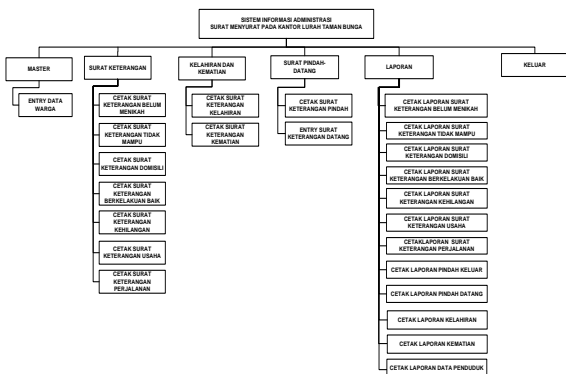 SISTEM INFORMASI ADMINISTRASI
SURAT MENYURAT PADA KANTOR LURAH TAMAN BUNGA
MASTER
SURAT KETERANGAN
KELAHIRAN DAN
KEMATIAN
SURAT PINDAH-
DATANG
LAPORAN
KELUAR
ENTRY DATA
WARGA
CETAK SURAT
KETERANGAN BELUM
MENIKAH
CETAK SURAT
KETERANGAN TIDAK
MAMPU
CETAK SURAT
KETERANGAN DOMISILI
CETAK SURAT
KETERANGAN
BERKELAKUAN BAIK
CETAK SURAT
KETERANGAN
KEHILANGAN
CETAK SURAT
KETERANGAN USAHA
CETAK SURAT
KETERANGAN
PERJALANAN
CETAK SURAT
KETERANGAN
KELAHIRAN
CETAK SURAT
KETERANGAN
KEMATIAN
CETAK SURAT
KETERANGAN PINDAH
ENTRY SURAT
KETERANGAN DATANG
CETAK LAPORAN SURAT
KETERANGAN BELUM MENIKAH
CETAK LAPORAN SURAT
KETERANGAN TIDAK MAMPU
CETAK LAPORAN SURAT
KETERANGAN DOMISILI
CETAK LAPORAN SURAT
KETERANGAN BERKELAKUAN BAIK
CETAK LAPORAN SURAT
KETERANGAN KEHILANGAN
CETAK LAPORAN SURAT
KETERANGAN USAHA
CETAKLAPORAN SURAT
KETERANGAN PERJALANAN
CETAK LAPORAN PINDAH KELUAR
CETAK LAPORAN PINDAH DATANG
CETAK LAPORAN KELAHIRAN
CETAK LAPORAN KEMATIAN
CETAK LAPORAN DATA PENDUDUK